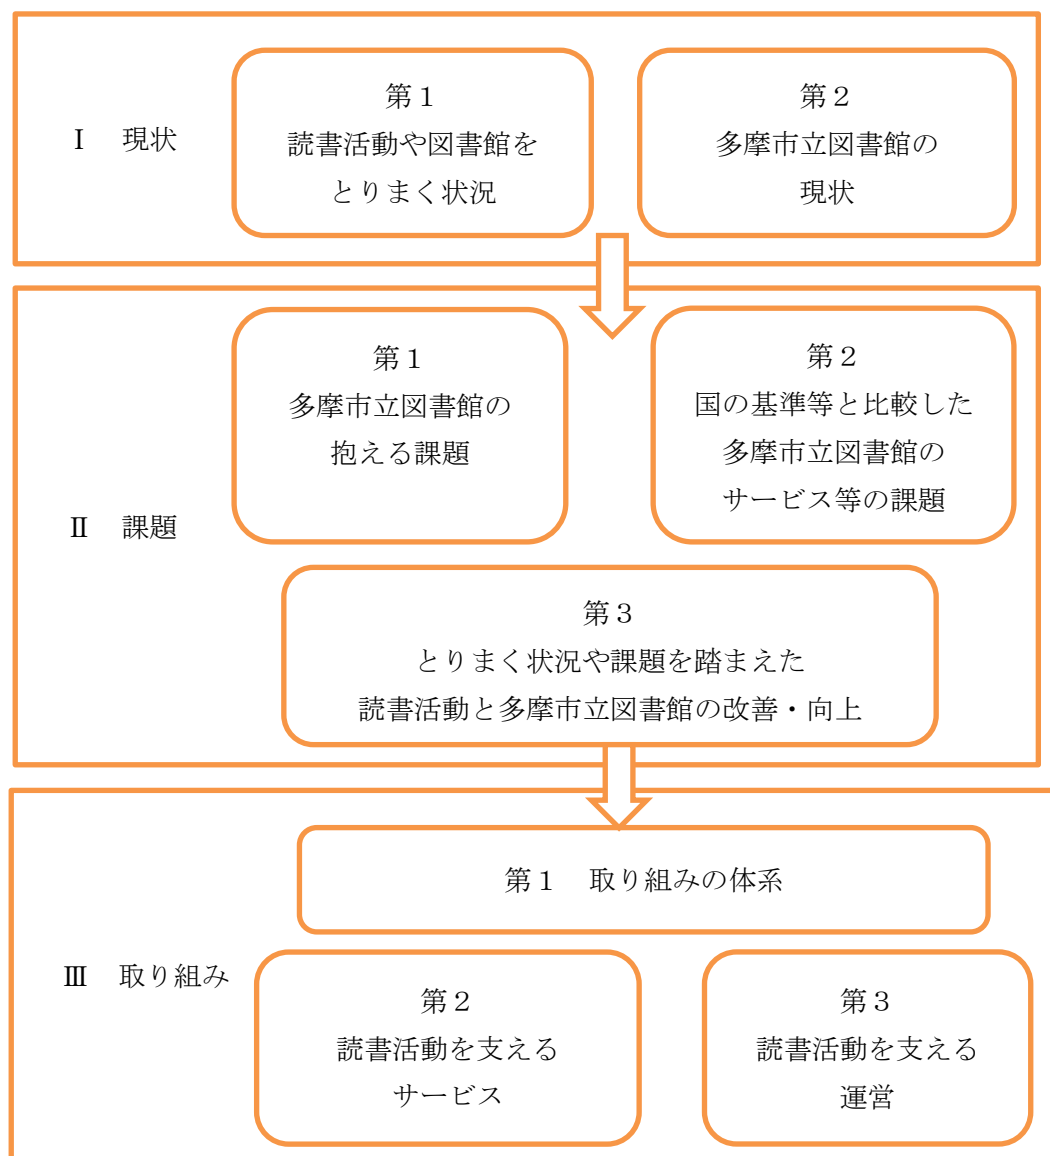 Ⅰ　現状
第１
読書活動や図書館を
とりまく状況
第２
多摩市立図書館の
現状
Ⅱ　課題
第１
多摩市立図書館の
抱える課題
第２
国の基準等と比較した
多摩市立図書館の
サービス等の課題
第３
とりまく状況や課題を踏まえた
読書活動と多摩市立図書館の改善・向上
Ⅲ　取り組み
第１　取り組みの体系
第２
読書活動を支える
サービス
第３
読書活動を支える
運営